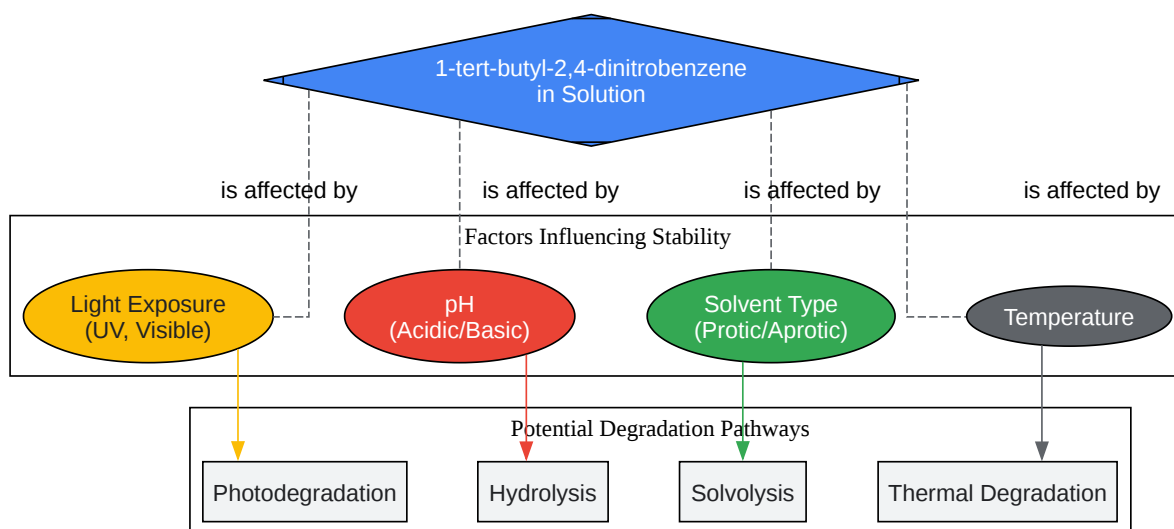 1-tert-butyl-2,4-dinitrobenzene
in Solution
is affected by
is affected by
is affected by
is affected by
Factors Influencing Stability
Light Exposure
(UV, Visible)
pH
(Acidic/Basic)
Solvent Type
(Protic/Aprotic)
Temperature
Potential Degradation Pathways
Photodegradation
Hydrolysis
Solvolysis
Thermal Degradation